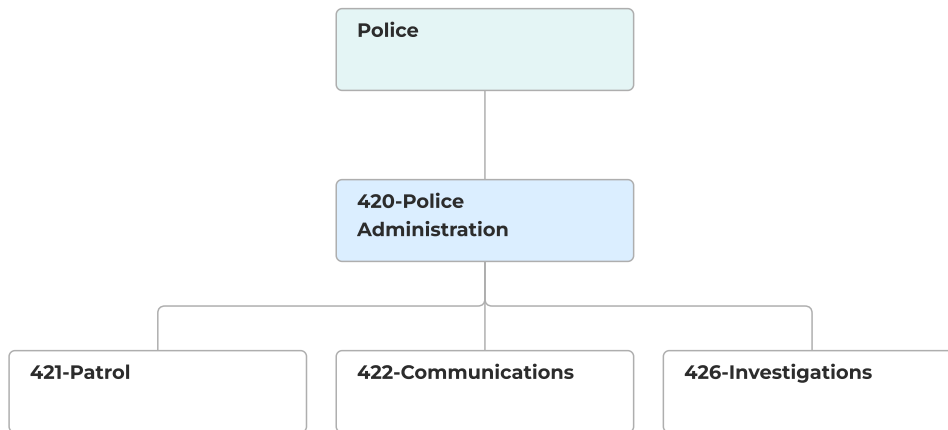 Police
420-Police
Administration
421-Patrol
422-Communications
426-Investigations